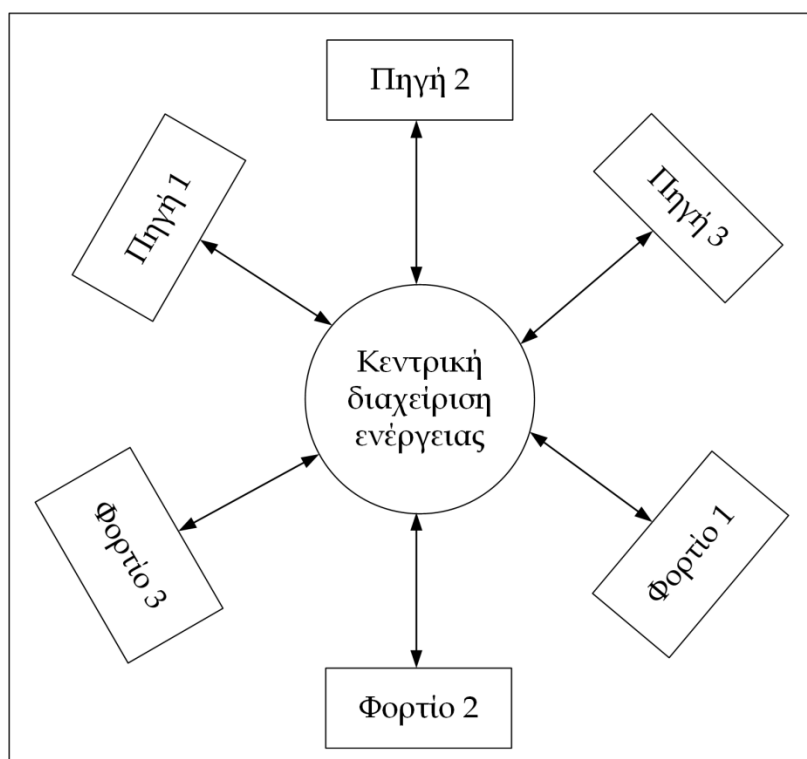 Πηγή 2
Πηγή 1
Πηγή 3
Κεντρική
διαχείριση
ενέργειας
Φορτίο 3
Φορτίο 1
Φορτίο 2